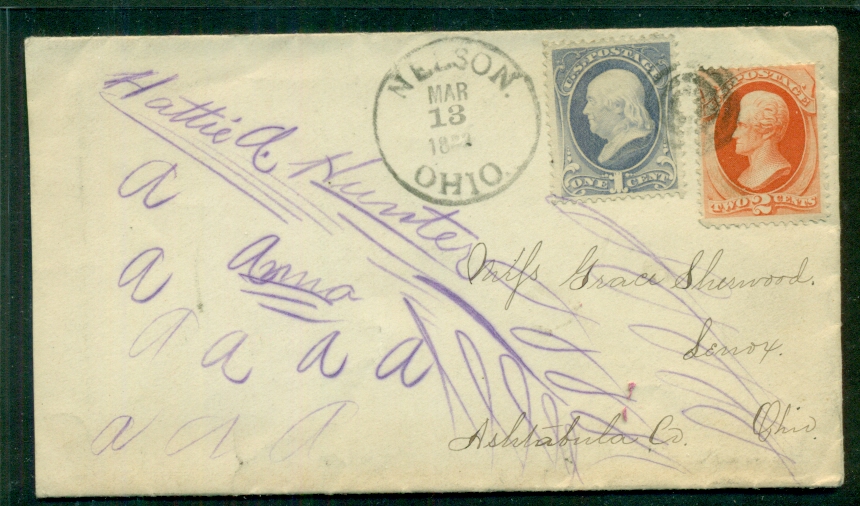 NELSON.
MAR
13
OHIO.
U.S. POSTAGE
ONE 1 CENT
POSTAGE
TWO 2 CENTS
Hattie A. Hunter
a
a
Anna
a a a a
a a a
Miss Grace Sherwood.
Lenox.
Ashtabula Co. Ohio.